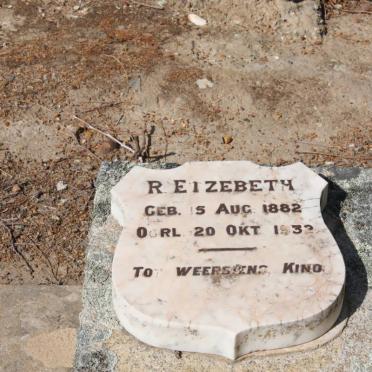 R EIZEBETH
GEB. 15 AUG 1882
OORL 20 OKT 1932
TOT WEERSIENS KIND